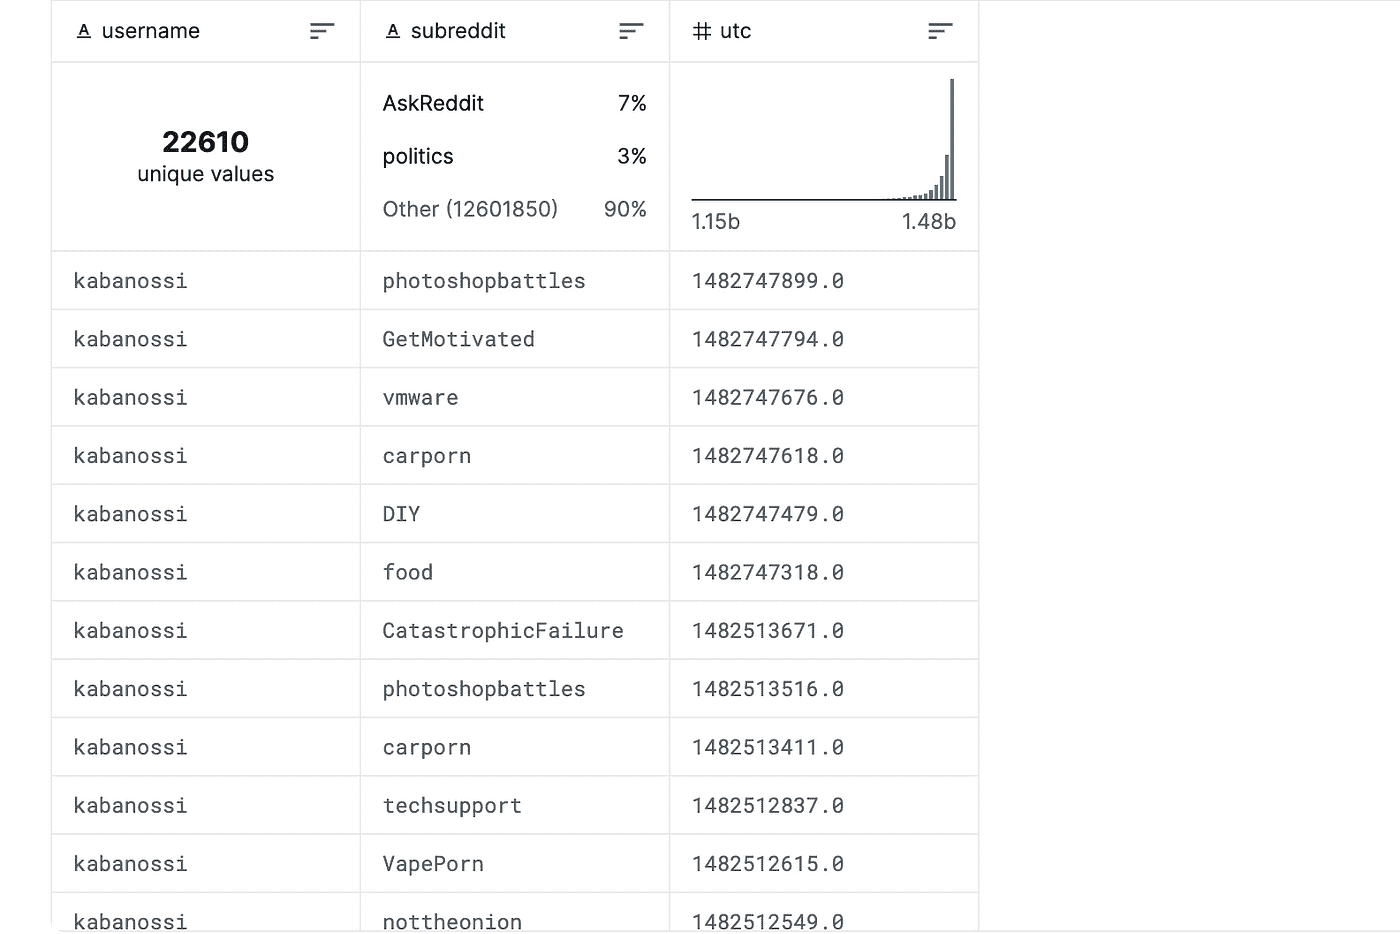 A username A subreddit # utc
22610
unique values
AskReddit 7%
politics 3%
Other (12601850) 90%
1.15b 1.48b
kabanossi photoshopbattles 1482747899.0
kabanossi GetMotivated 1482747794.0
kabanossi vmware 1482747676.0
kabanossi carporn 1482747618.0
kabanossi DIY 1482747479.0
kabanossi food 1482747318.0
kabanossi CatastrophicFailure 1482513671.0
kabanossi photoshopbattles 1482513516.0
kabanossi carporn 1482513411.0
kabanossi techsupport 1482512837.0
kabanossi VapePorn 1482512615.0
kabanossi nottheonion 1482512549.0